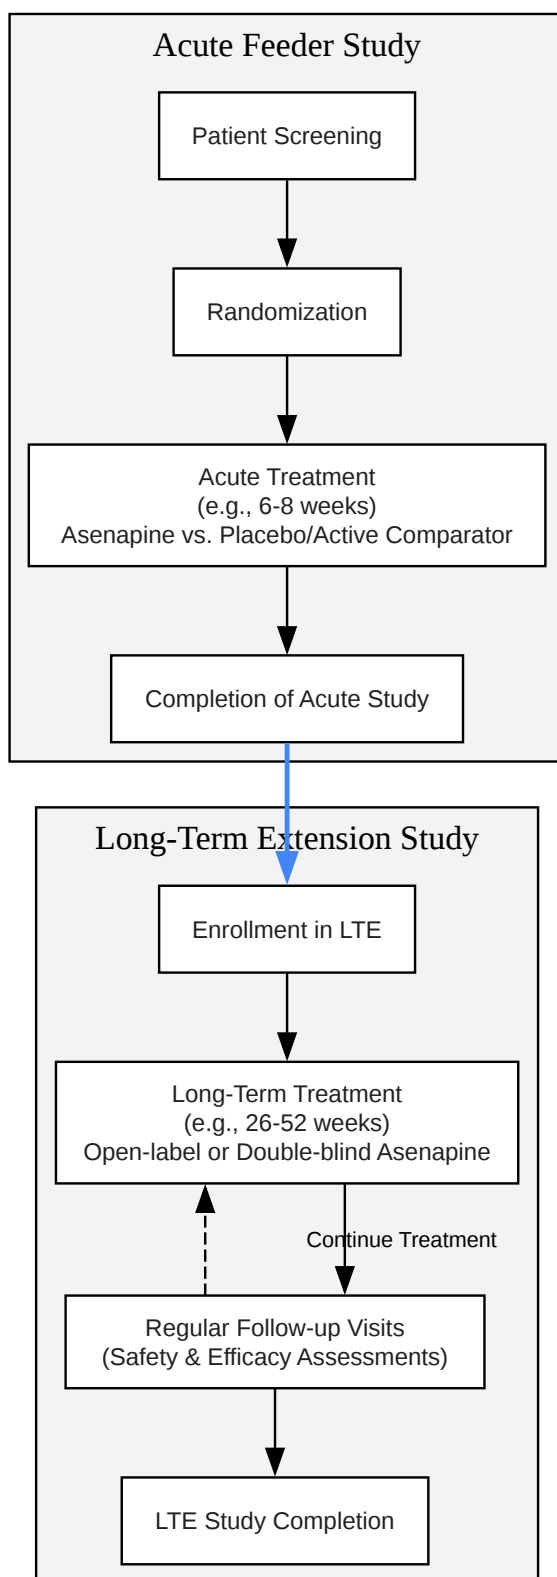 Acute Feeder Study
Patient Screening
Randomization
Acute Treatment
(e.g., 6-8 weeks)
Asenapine vs. Placebo/Active Comparator
Completion of Acute Study
Long-Term Extension Study
Enrollment in LTE
Long-Term Treatment
(e.g., 26-52 weeks)
Open-label or Double-blind Asenapine
Continue Treatment
Regular Follow-up Visits
(Safety & Efficacy Assessments)
LTE Study Completion